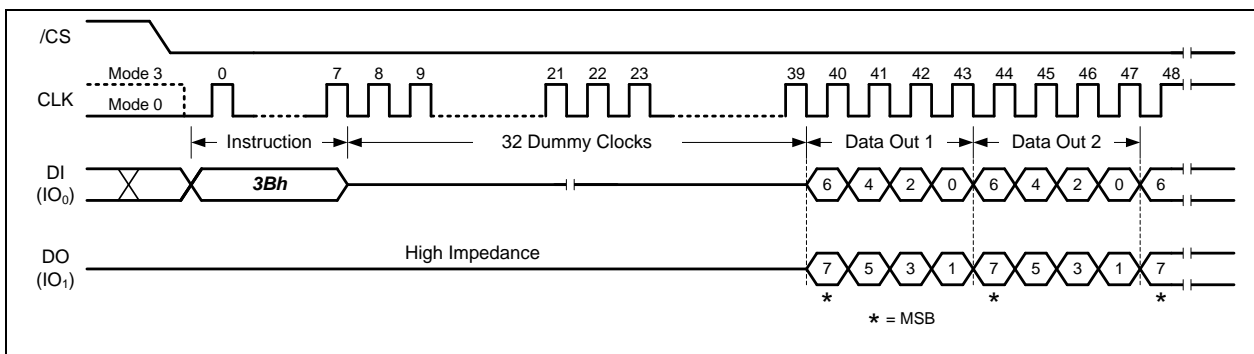 /CS
Mode 3 0 7 8 9 21 22 23 39 40 41 42 43 44 45 46 47 48
CLK
Mode 0
Instruction 32 Dummy Clocks Data Out 1 Data Out 2
DI
(IO₀)
3Bh 6 4 2 0 6 4 2 0 6
High Impedance
DO
(IO₁)
7 5 3 1 7 5 3 1 7
* * *
* = MSB